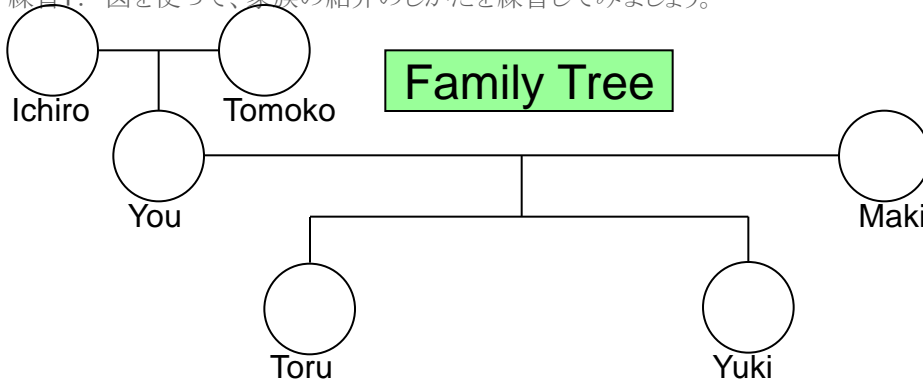 練習1: 図を使って、家族の紹介のしかたを練習してみましょう。
Family Tree
Ichiro
Tomoko
You
Maki
Toru
Yuki